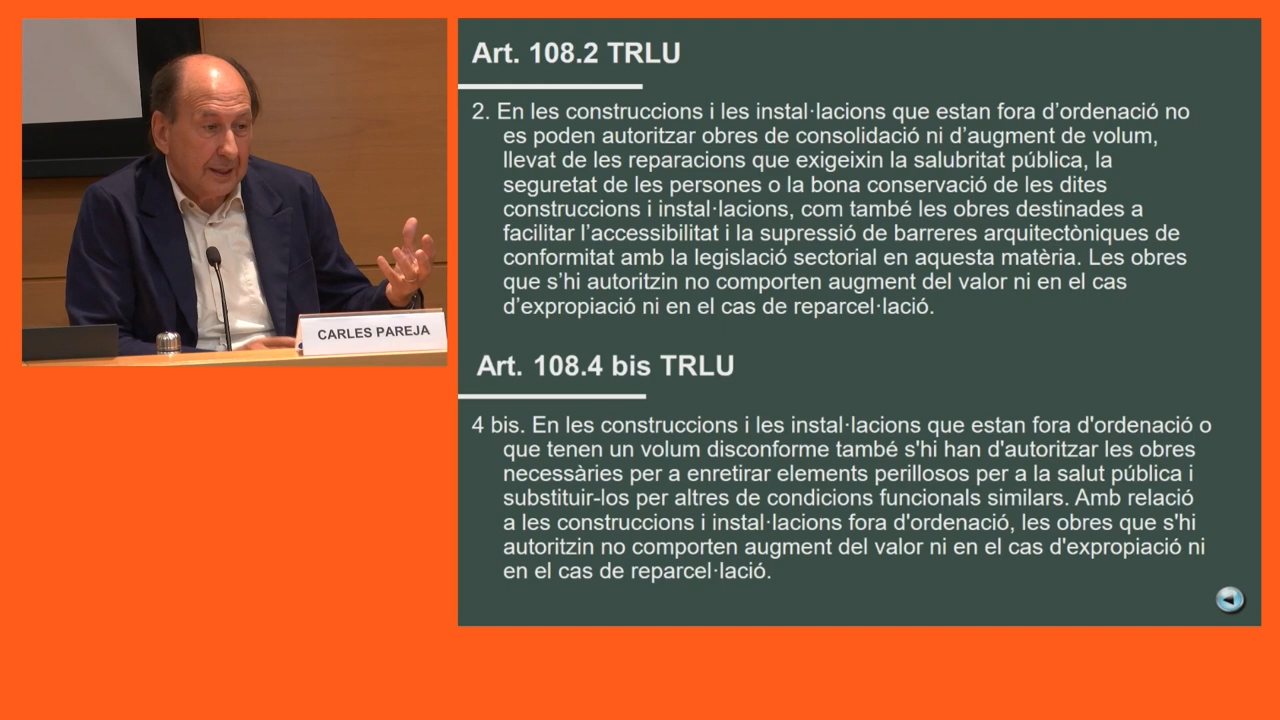 CARLES PAREJA
Art. 108.2 TRLU
2. En les construccions i les instal·lacions que estan fora d’ordenació no
es poden autoritzar obres de consolidació ni d’augment de volum,
llevat de les reparacions que exigeixin la salubritat pública, la
seguretat de les persones o la bona conservació de les dites
construccions i instal·lacions, com també les obres destinades a
facilitar l’accessibilitat i la supressió de barreres arquitectòniques de
conformitat amb la legislació sectorial en aquesta matèria. Les obres
que s’hi autoritzin no comporten augment del valor ni en el cas
d’expropiació ni en el cas de reparcel·lació.
Art. 108.4 bis TRLU
4 bis. En les construccions i les instal·lacions que estan fora d'ordenació o
que tenen un volum disconforme també s'hi han d'autoritzar les obres
necessàries per a enretirar elements perillosos per a la salut pública i
substituir-los per altres de condicions funcionals similars. Amb relació
a les construccions i instal·lacions fora d'ordenació, les obres que s'hi
autoritzin no comporten augment del valor ni en el cas d'expropiació ni
en el cas de reparcel·lació.